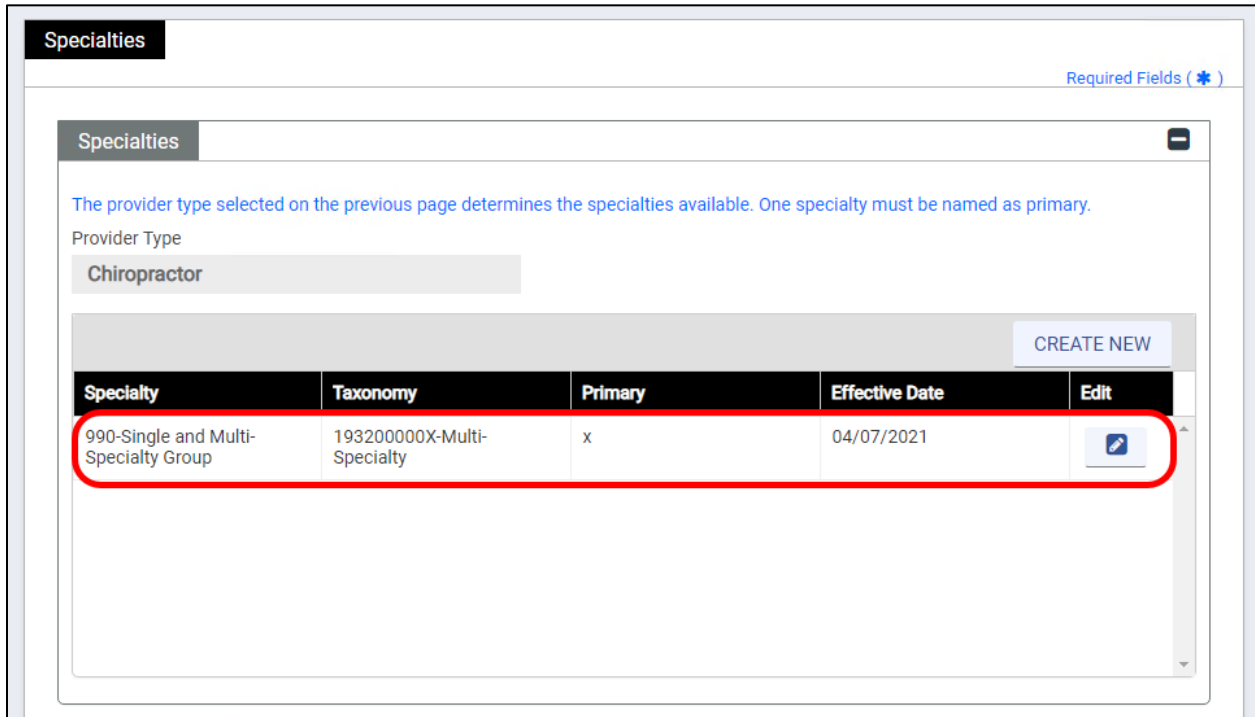 Specialties
Required Fields ( ✱ )
Specialties
The provider type selected on the previous page determines the specialties available. One specialty must be named as primary.
Provider Type
Chiropractor
CREATE NEW
Specialty Taxonomy Primary Effective Date Edit
990-Single and Multi- 193200000X-Multi- x 04/07/2021
Specialty Group Specialty